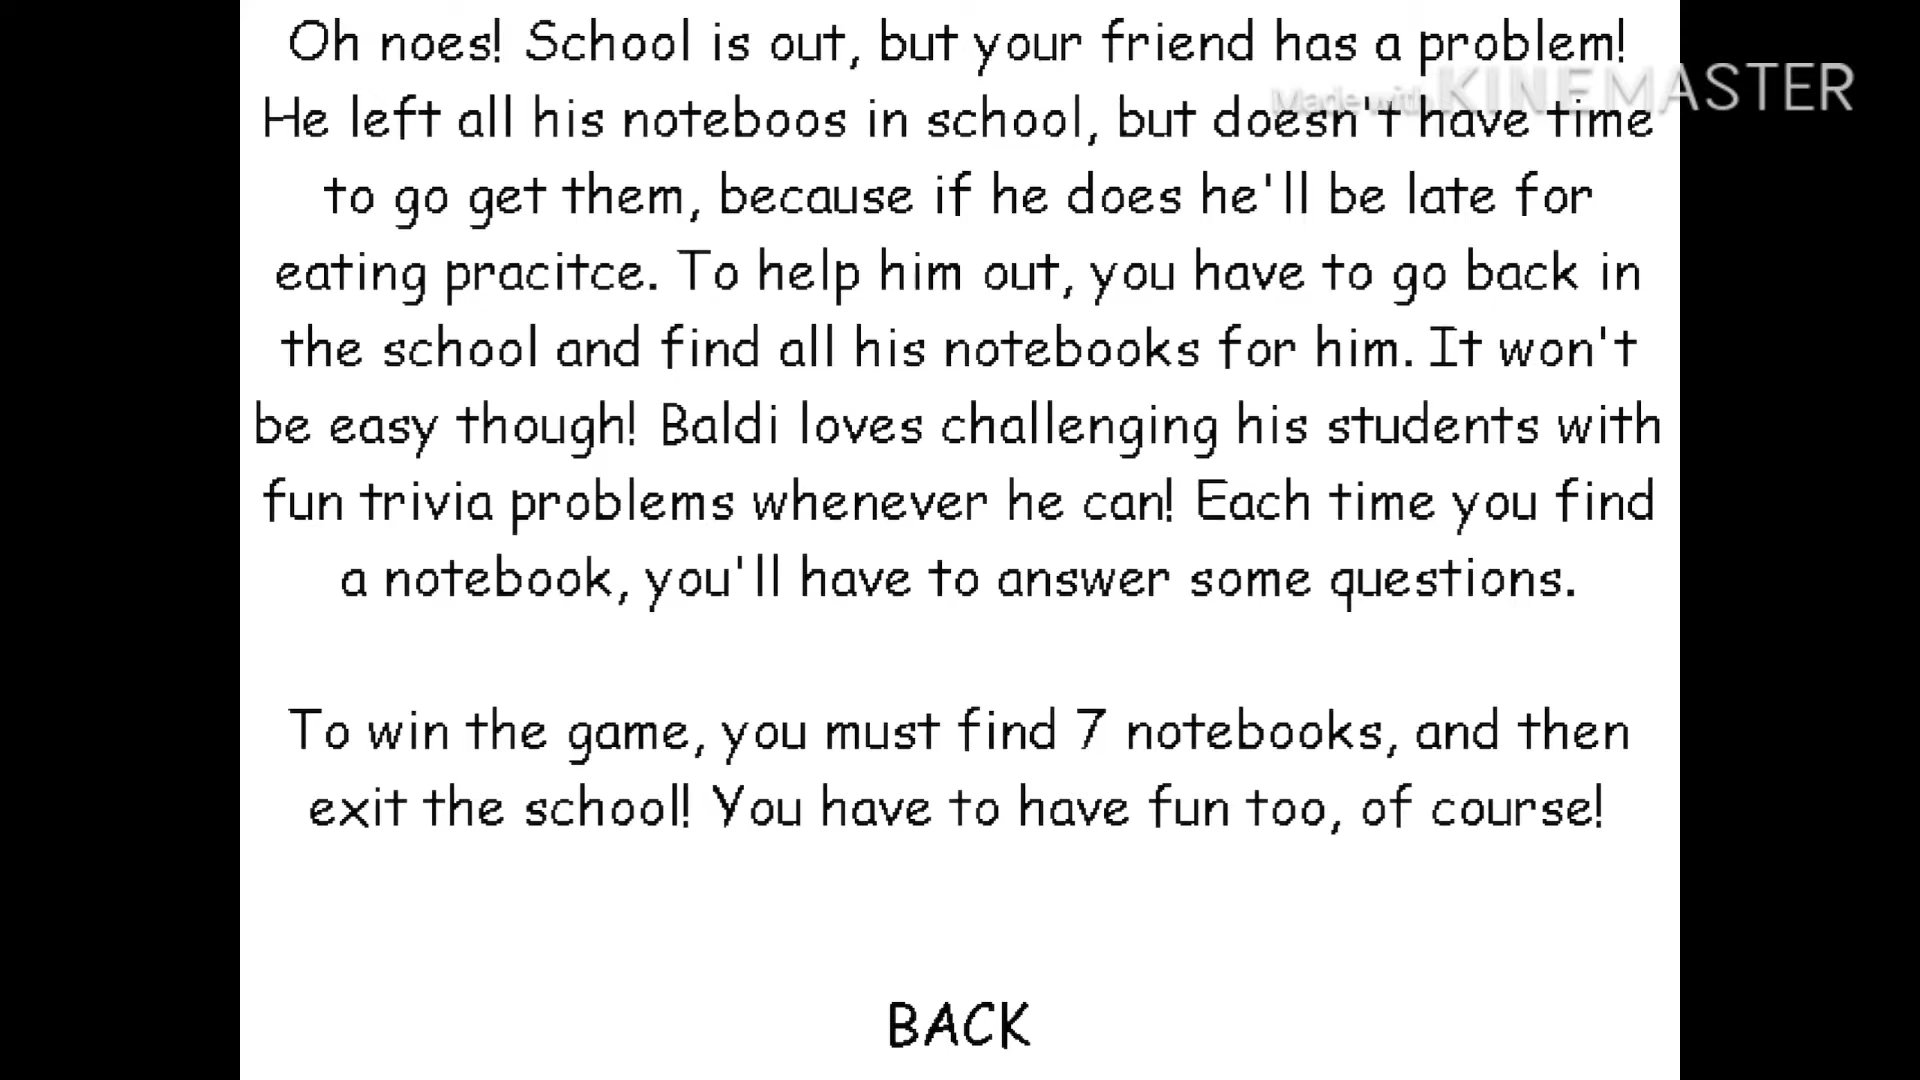 Oh noes! School is out, but your friend has a problem!
Made with KINEMASTER
He left all his noteboos in school, but doesn't have time
to go get them, because if he does he'll be late for
eating pracitce. To help him out, you have to go back in
the school and find all his notebooks for him. It won't
be easy though! Baldi loves challenging his students with
fun trivia problems whenever he can! Each time you find
a notebook, you'll have to answer some questions.
To win the game, you must find 7 notebooks, and then
exit the school! You have to have fun too, of course!
BACK